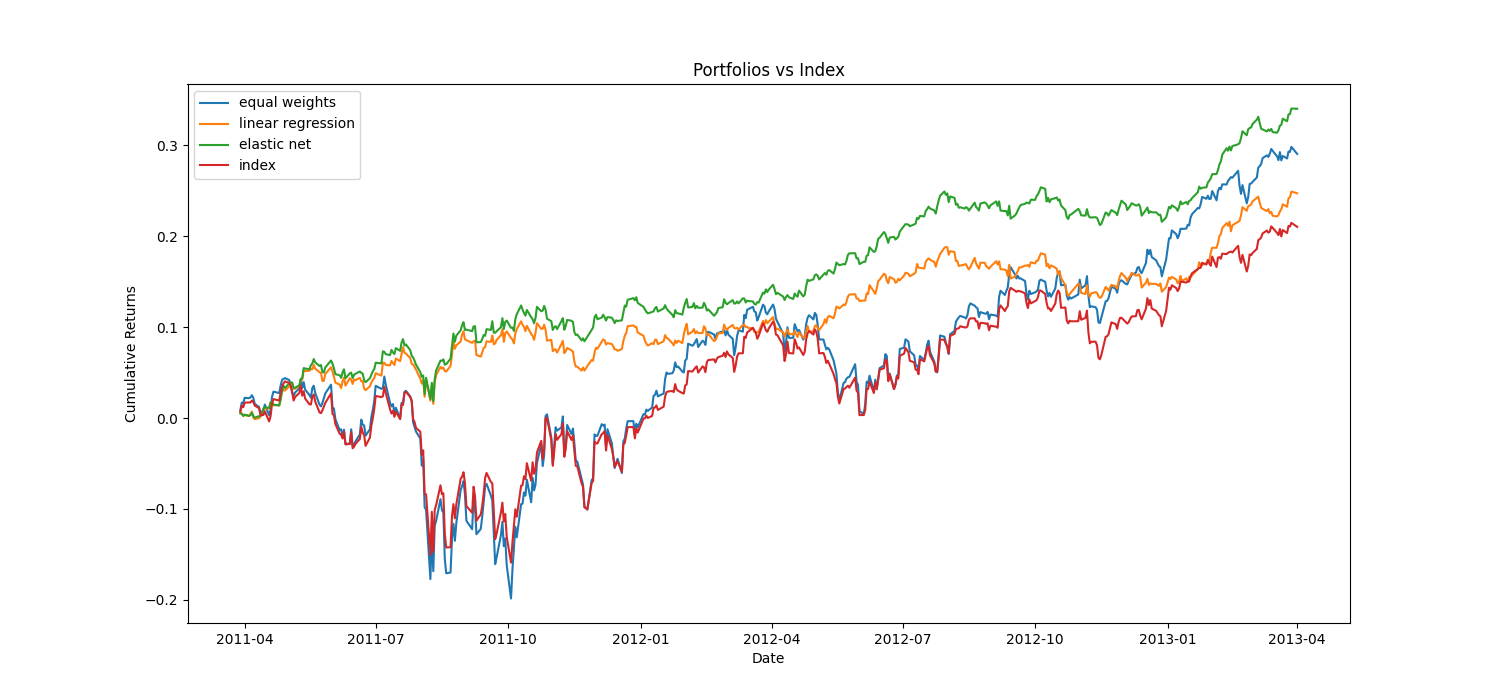 Portfolios vs Index
equal weights
linear regression
elastic net
index
Cumulative Returns
0.3
0.2
0.1
0.0
−0.1
−0.2
2011-04 2011-07 2011-10 2012-01 2012-04 2012-07 2012-10 2013-01 2013-04
Date